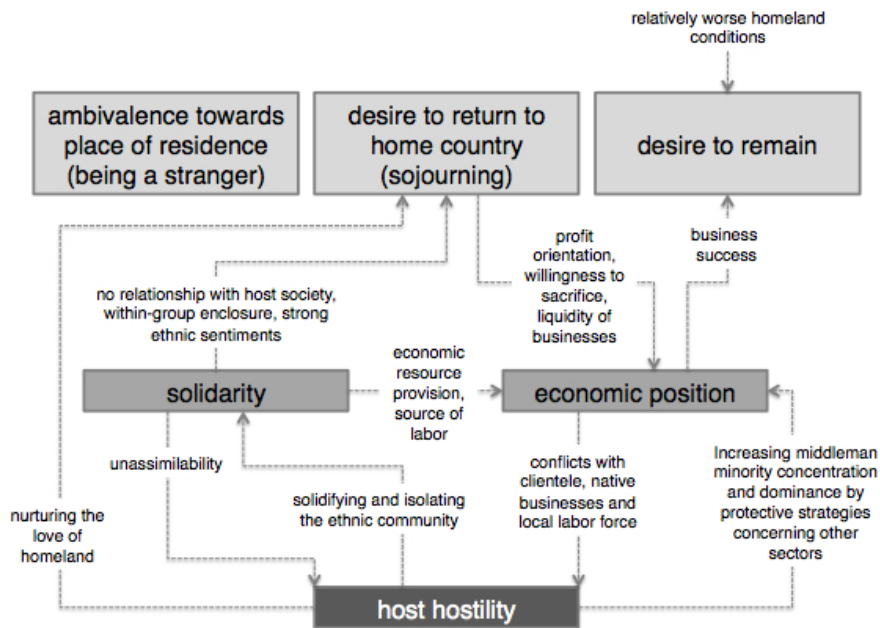 relatively worse homeland
conditions
ambivalence towards
place of residence
(being a stranger)
desire to return to
home country
(sojourning)
desire to remain
profit
orientation,
willingness to
sacrifice,
liquidity of
businesses
business
success
no relationship with host society,
within-group enclosure, strong
ethnic sentiments
economic
resource
provision,
source of
labor
solidarity
economic position
unassimilability
solidifying and isolating
the ethnic community
conflicts with
clientele, native
businesses and
local labor force
Increasing middleman
minority concentration
and dominance by
protective strategies
concerning other
sectors
nurturing the
love of
homeland
host hostility